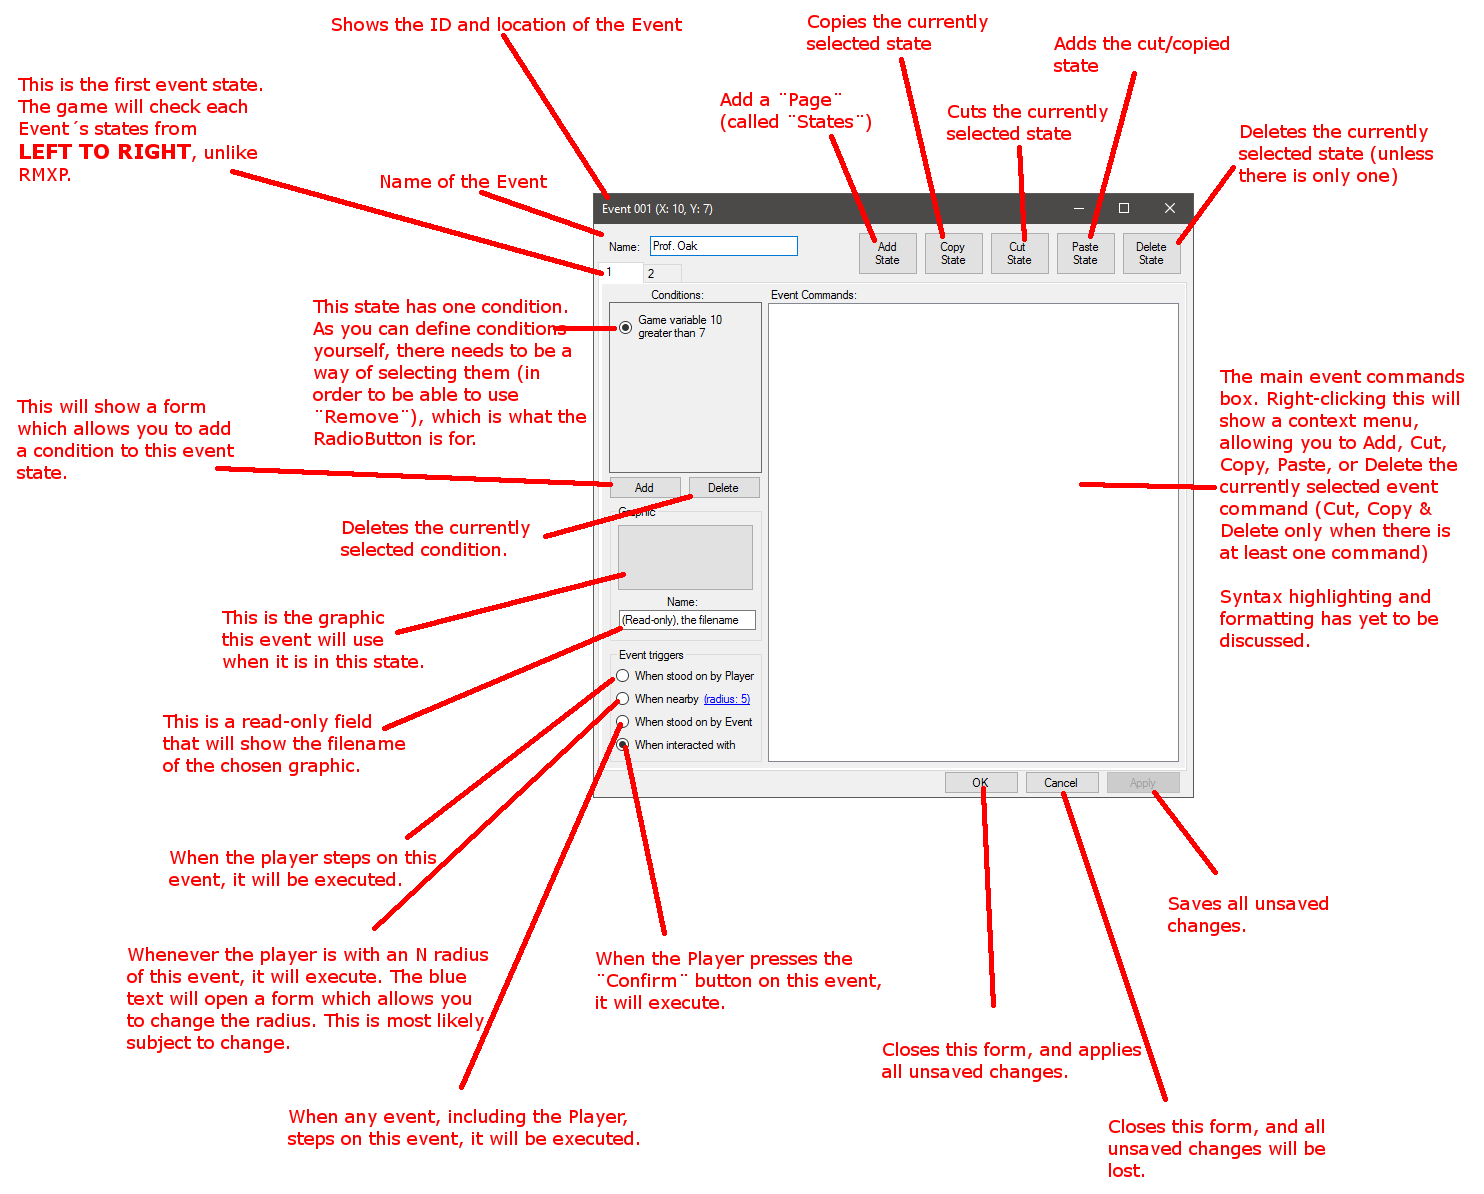 Shows the ID and location of the Event
Copies the currently
selected state
Adds the cut/copied
state
This is the first event state.
The game will check each
Event´s states from
LEFT TO RIGHT, unlike
RMXP.
Add a ¨Page¨
(called ¨States¨)
Cuts the currently
selected state
Deletes the currently
selected state (unless
there is only one)
Name of the Event
Event 001 (X: 10, Y: 7)
Name:
Prof. Oak
Add
State
Copy
State
Cut
State
Paste
State
Delete
State
1
2
Conditions:
Event Commands:
Game variable 10
greater than 7
This state has one condition.
As you can define conditions
yourself, there needs to be a
way of selecting them (in
order to be able to use
¨Remove¨), which is what the
RadioButton is for.
This will show a form
which allows you to add
a condition to this event
state.
The main event commands
box. Right-clicking this will
show a context menu,
allowing you to Add, Cut,
Copy, Paste, or Delete the
currently selected event
command (Cut, Copy &
Delete only when there is
at least one command)
Syntax highlighting and
formatting has yet to be
discussed.
Add
Delete
Deletes the currently
selected condition.
Graphic
Name:
(Read-only), the filename
This is the graphic
this event will use
when it is in this state.
Event triggers
When stood on by Player
When nearby (radius: 5)
When stood on by Event
When interacted with
This is a read-only field
that will show the filename
of the chosen graphic.
OK
Cancel
Apply
When the player steps on this
event, it will be executed.
Saves all unsaved
changes.
Whenever the player is with an N radius
of this event, it will execute. The blue
text will open a form which allows you
to change the radius. This is most likely
subject to change.
When the Player presses the
¨Confirm¨ button on this event,
it will execute.
Closes this form, and applies
all unsaved changes.
When any event, including the Player,
steps on this event, it will be executed.
Closes this form, and all
unsaved changes will be
lost.